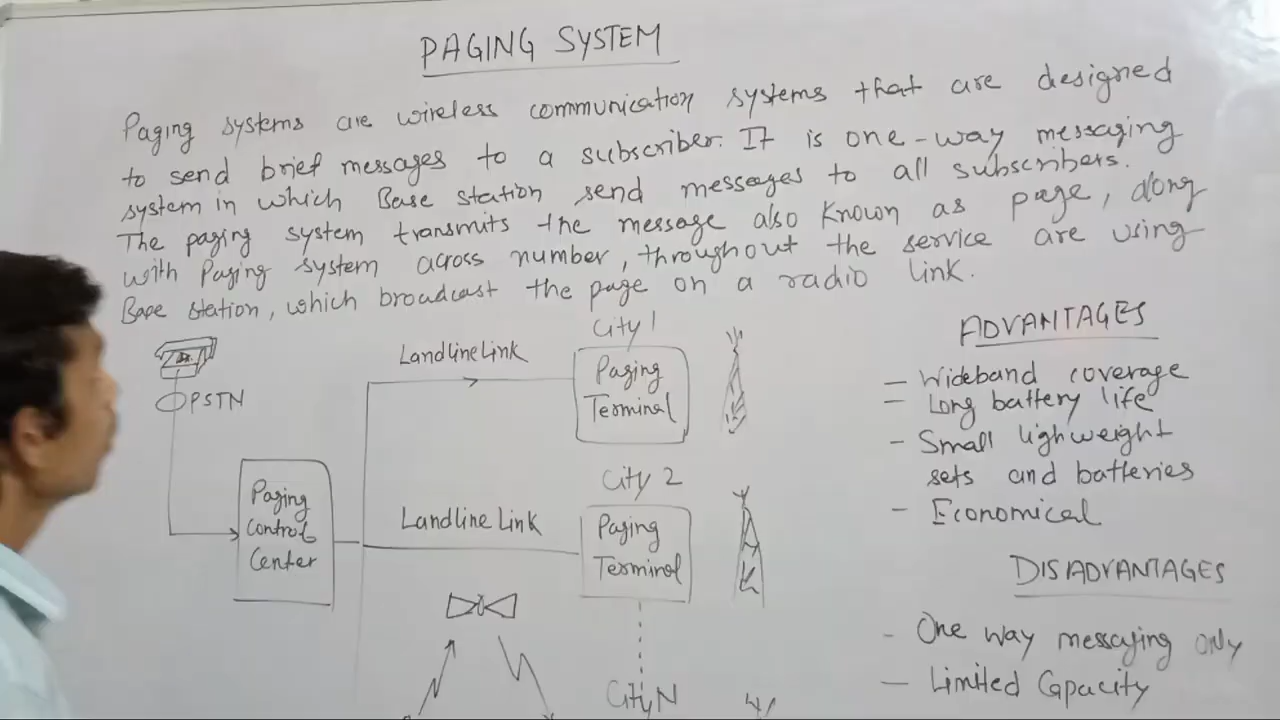 PAGING SYSTEM
Paging systems are wireless communication systems that are designed
to send brief messages to a subscriber. It is one-way messaging
system in which Base station send messages to all subscribers.
The paging system transmits the message also known as page, along
with Paging system across number, throughout the service are using
Base station, which broadcast the page on a radio link.
PSTN
Paging
Control
Center
Landline Link
City 1
Paging
Terminal
Landline Link
City 2
Paging
Terminal
City N
ADVANTAGES
- Wideband coverage
- Long battery life
- Small lighweight
sets and batteries
- Economical
DISADVANTAGES
- One way messaging only
- Limited Capacity